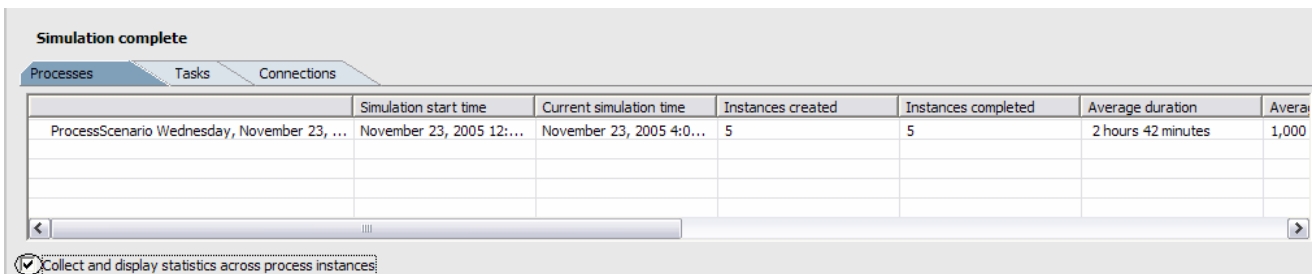 Simulation complete
Processes Tasks Connections
Simulation start time Current simulation time Instances created Instances completed Average duration Avera
ProcessScenario Wednesday, November 23, ... November 23, 2005 12:... November 23, 2005 4:0... 5 5 2 hours 42 minutes 1,000
Collect and display statistics across process instances